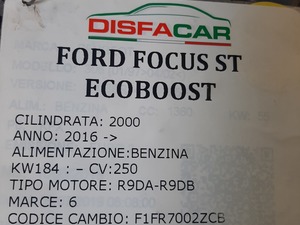 DISFACAR
FORD FOCUS ST
ECOBOOST
CILINDRATA: 2000
ANNO: 2016 ->
ALIMENTAZIONE:BENZINA
KW184 : – CV:250
TIPO MOTORE: R9DA-R9DB
MARCE: 6
CODICE CAMBIO: F1FR7002ZCB